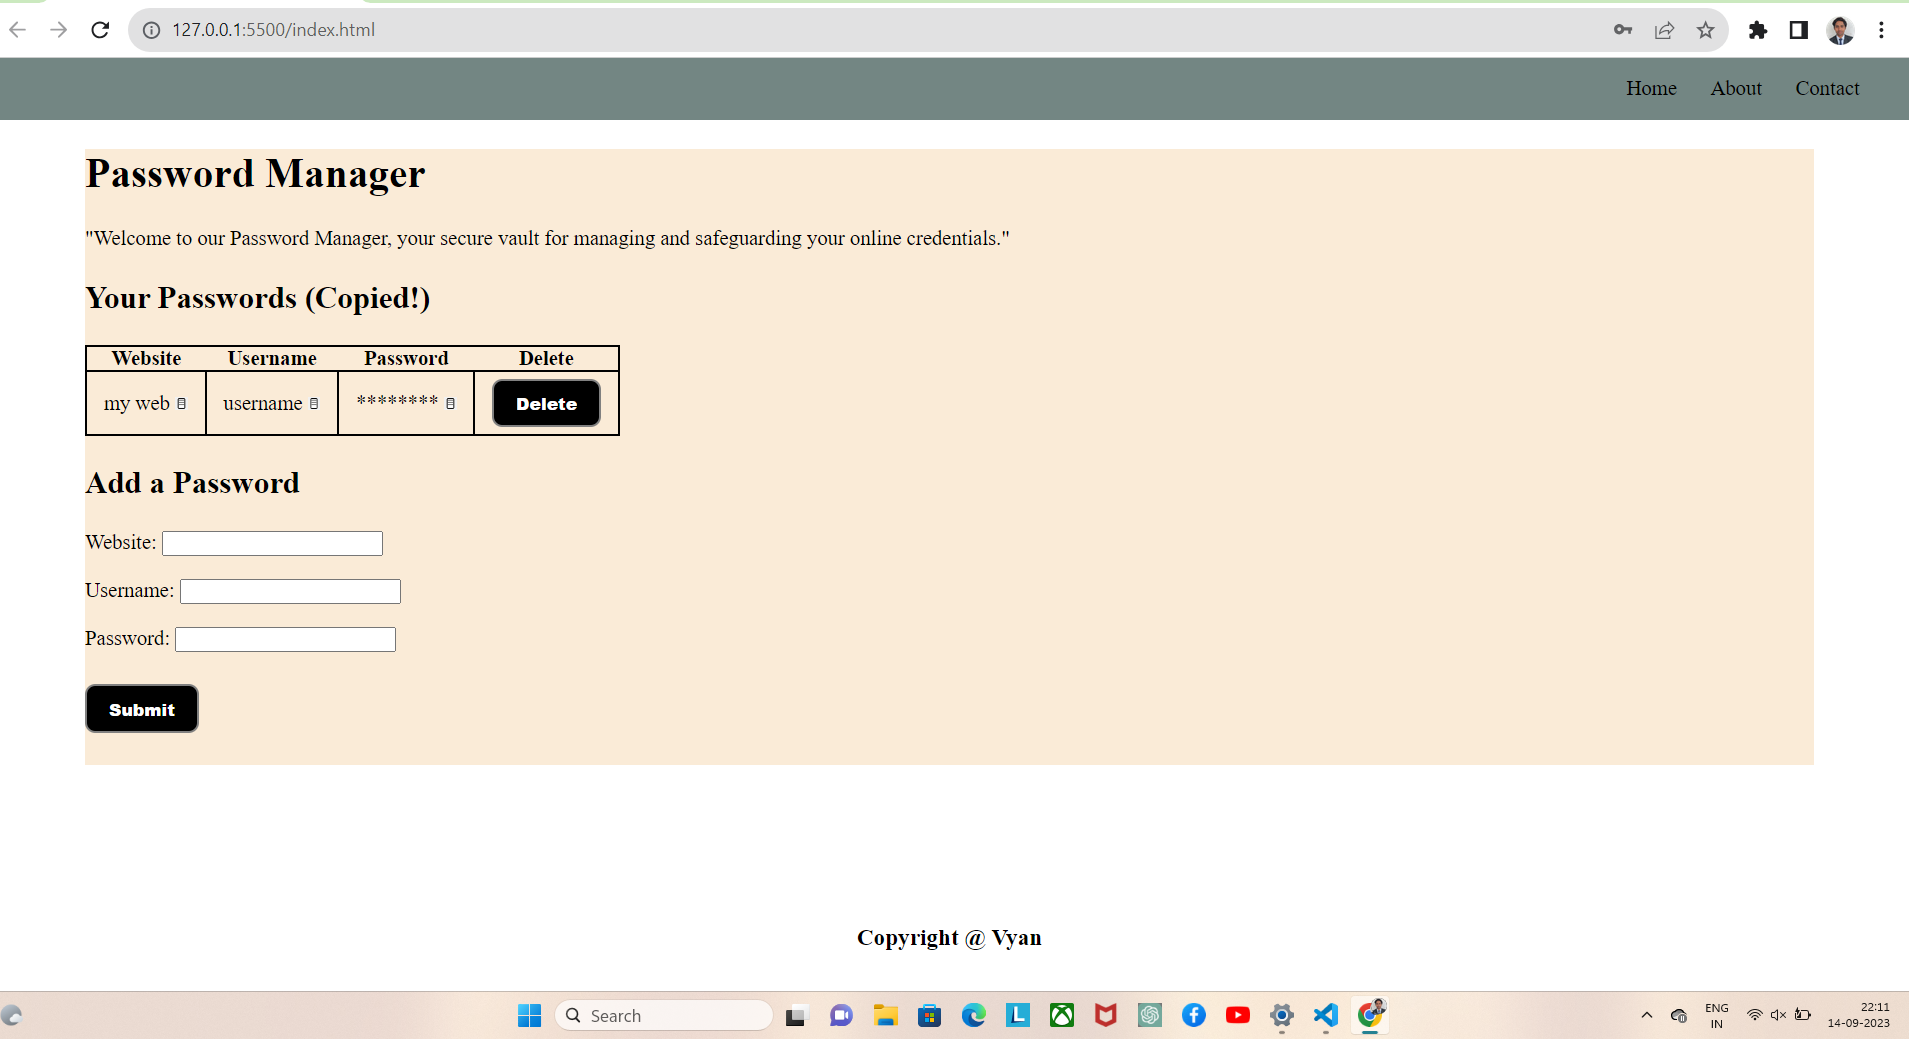 127.0.0.1:5500/index.html
Home About Contact
Password Manager
"Welcome to our Password Manager, your secure vault for managing and safeguarding your online credentials."
Your Passwords (Copied!)
Website Username Password Delete
my web username ******** Delete
Add a Password
Website:
Username:
Password:
Submit
Copyright @ Vyan
Search
ENG
IN
22:11
14-09-2023